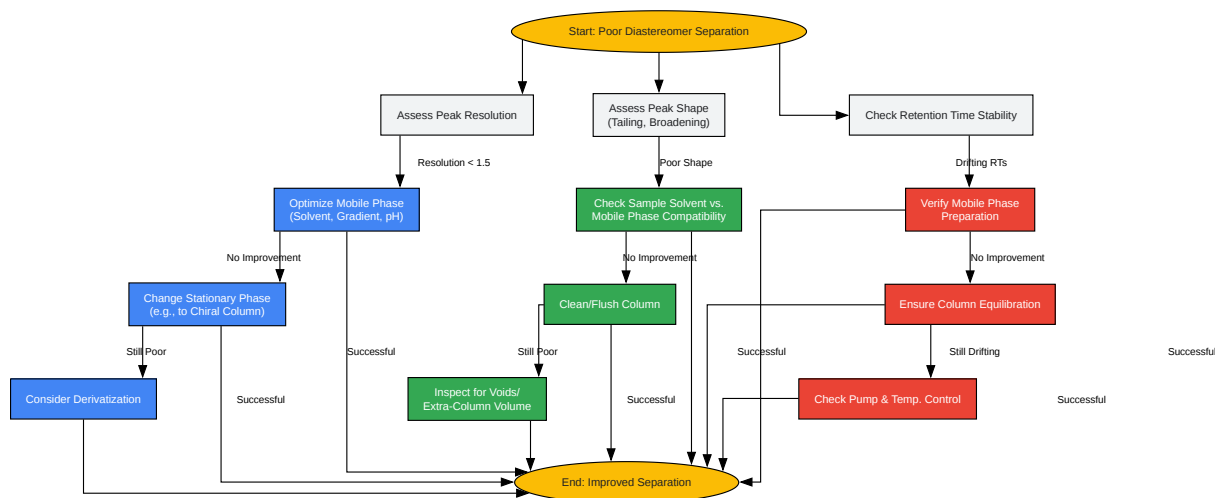 Start: Poor Diastereomer Separation
Assess Peak Resolution
Assess Peak Shape
(Tailing, Broadening)
Check Retention Time Stability
Resolution < 1.5
Poor Shape
Drifting RTs
Optimize Mobile Phase
(Solvent, Gradient, pH)
Check Sample Solvent vs.
Mobile Phase Compatibility
Verify Mobile Phase
Preparation
No Improvement
No Improvement
No Improvement
Change Stationary Phase
(e.g., to Chiral Column)
Clean/Flush Column
Ensure Column Equilibration
Still Poor
Successful
Still Poor
Successful
Still Drifting
Successful
Consider Derivatization
Successful
Inspect for Voids/
Extra-Column Volume
Successful
Check Pump & Temp. Control
Successful
End: Improved Separation